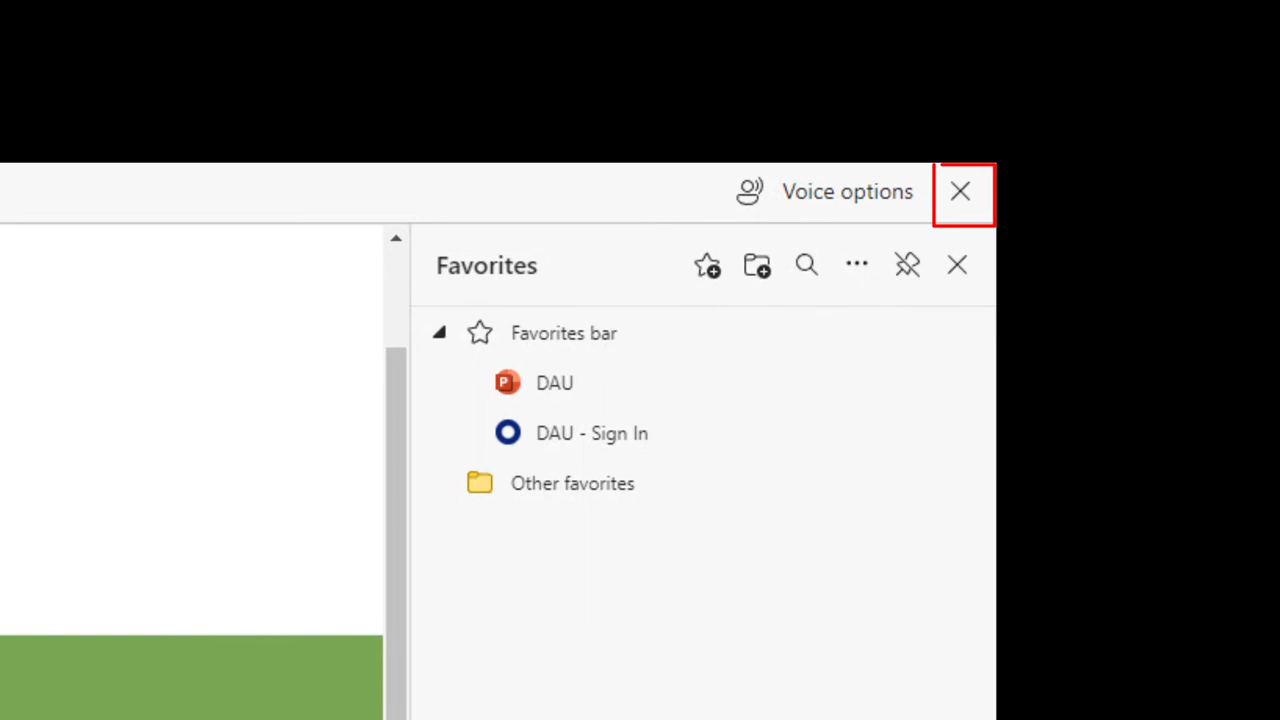 Voice options
Favorites
Favorites bar
P DAU
DAU - Sign In
Other favorites